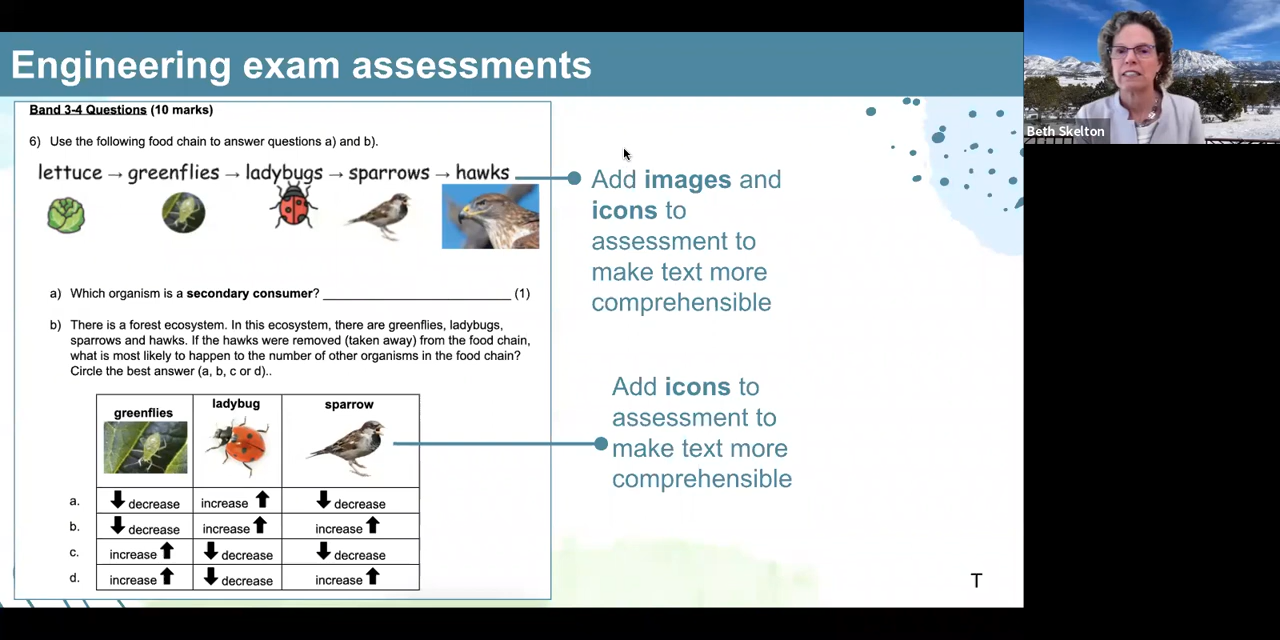 Engineering exam assessments
Beth Skelton
Band 3-4 Questions (10 marks)
6) Use the following food chain to answer questions a) and b).
lettuce → greenflies → ladybugs → sparrows → hawks
Add images and
icons to
assessment to
make text more
comprehensible
a) Which organism is a secondary consumer? ____________________________ (1)
b) There is a forest ecosystem. In this ecosystem, there are greenflies, ladybugs,
sparrows and hawks. If the hawks were removed (taken away) from the food chain,
what is most likely to happen to the number of other organisms in the food chain?
Circle the best answer (a, b, c or d)..
greenflies ladybug sparrow
a. ⬇ decrease increase ⬆ ⬇ decrease
b. ⬇ decrease increase ⬆ increase ⬆
c. increase ⬆ ⬇ decrease ⬇ decrease
d. increase ⬆ ⬇ decrease increase ⬆
Add icons to
assessment to
make text more
comprehensible
T